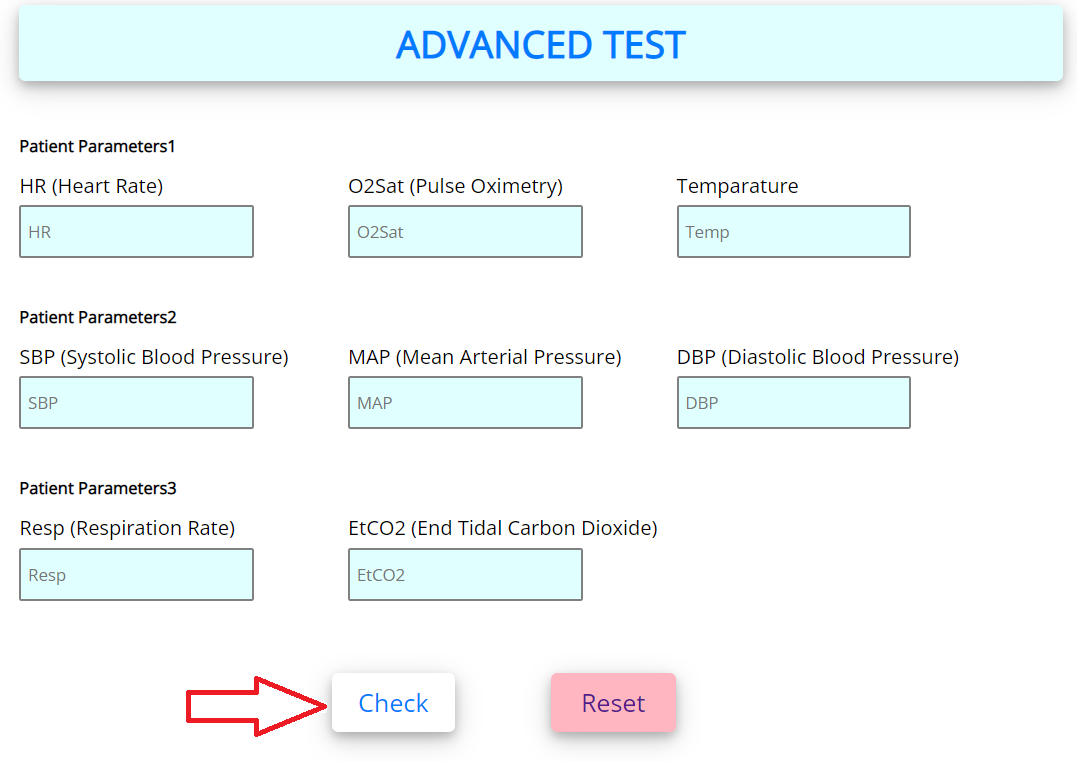 ADVANCED TEST
Patient Parameters1
HR (Heart Rate) O2Sat (Pulse Oximetry) Temparature
HR O2Sat Temp
Patient Parameters2
SBP (Systolic Blood Pressure) MAP (Mean Arterial Pressure) DBP (Diastolic Blood Pressure)
SBP MAP DBP
Patient Parameters3
Resp (Respiration Rate) EtCO2 (End Tidal Carbon Dioxide)
Resp EtCO2
Check Reset